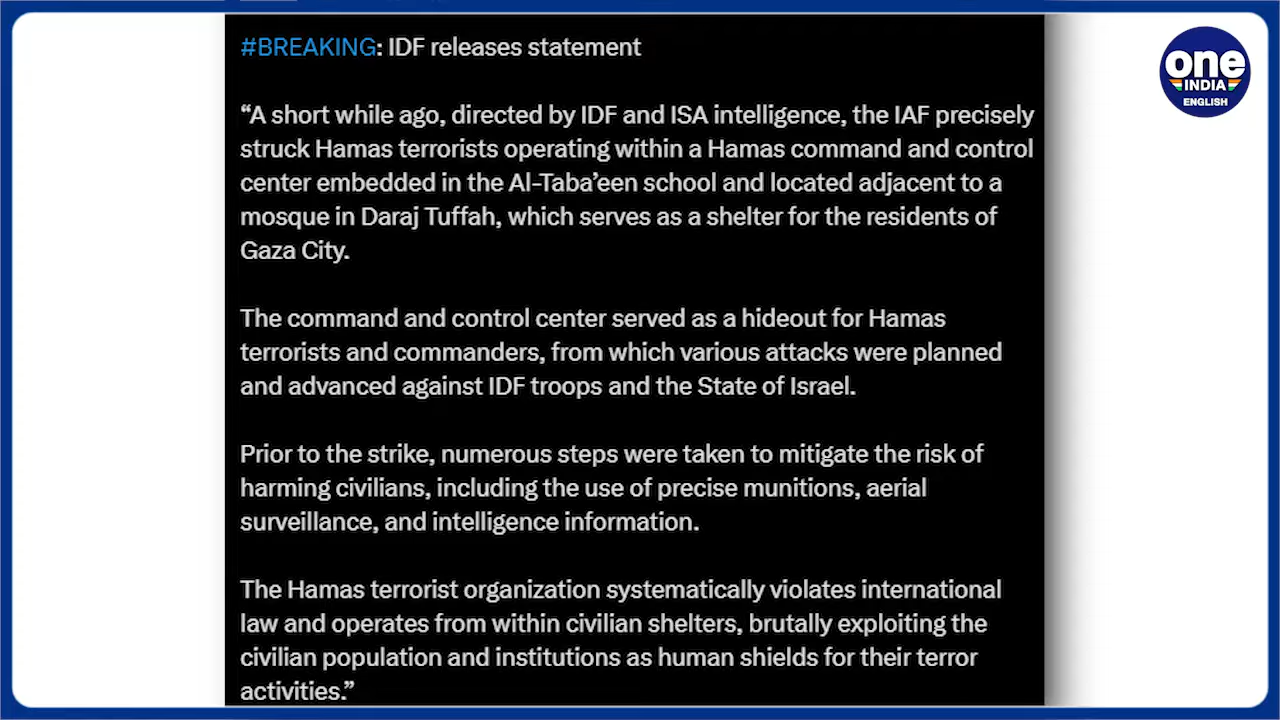 #BREAKING: IDF releases statement
“A short while ago, directed by IDF and ISA intelligence, the IAF precisely
struck Hamas terrorists operating within a Hamas command and control
center embedded in the Al-Taba’een school and located adjacent to a
mosque in Daraj Tuffah, which serves as a shelter for the residents of
Gaza City.
The command and control center served as a hideout for Hamas
terrorists and commanders, from which various attacks were planned
and advanced against IDF troops and the State of Israel.
Prior to the strike, numerous steps were taken to mitigate the risk of
harming civilians, including the use of precise munitions, aerial
surveillance, and intelligence information.
The Hamas terrorist organization systematically violates international
law and operates from within civilian shelters, brutally exploiting the
civilian population and institutions as human shields for their terror
activities.”
one
INDIA
ENGLISH